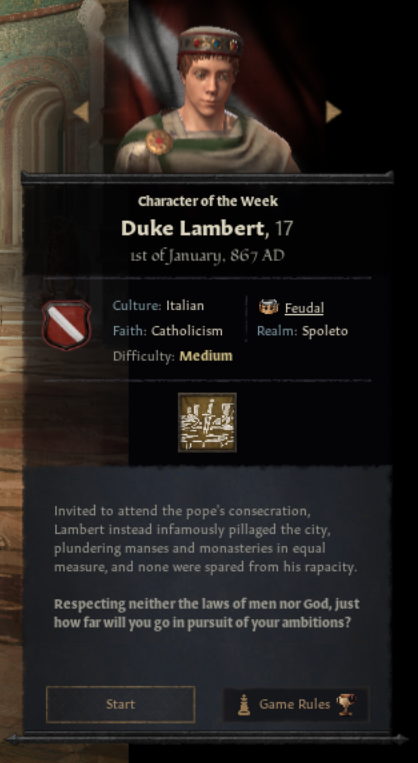 Character of the Week
Duke Lambert, 17
1st of January, 867 AD
Culture: Italian
Feudal
Faith: Catholicism
Realm: Spoleto
Difficulty: Medium
Invited to attend the pope's consecration,
Lambert instead infamously pillaged the city,
plundering manses and monasteries in equal
measure, and none were spared from his rapacity.
Respecting neither the laws of men nor God, just
how far will you go in pursuit of your ambitions?
Start
Game Rules